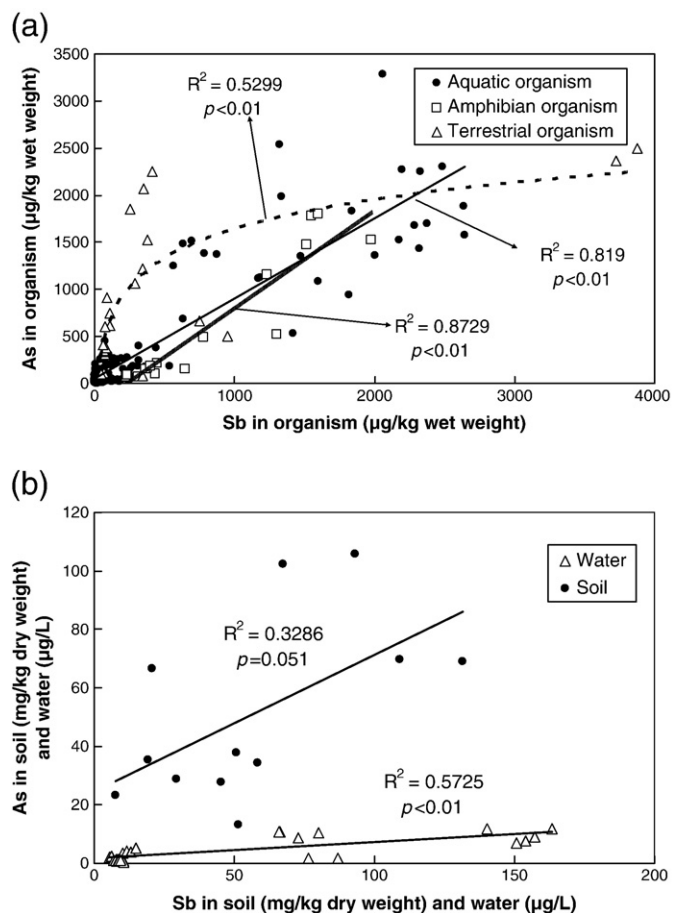 (a)
3500
3000
2500
2000
1500
1000
500
0
As in organism (µg/kg wet weight)
R² = 0.5299
p<0.01
Aquatic organism
Amphibian organism
Terrestrial organism
R² = 0.819
p<0.01
R² = 0.8729
p<0.01
0 1000 2000 3000 4000
Sb in organism (µg/kg wet weight)
(b)
120
100
80
60
40
20
0
As in soil (mg/kg dry weight)
and water (µg/L)
Water
Soil
R² = 0.3286
p=0.051
R² = 0.5725
p<0.01
0 50 100 150 200
Sb in soil (mg/kg dry weight) and water (µg/L)